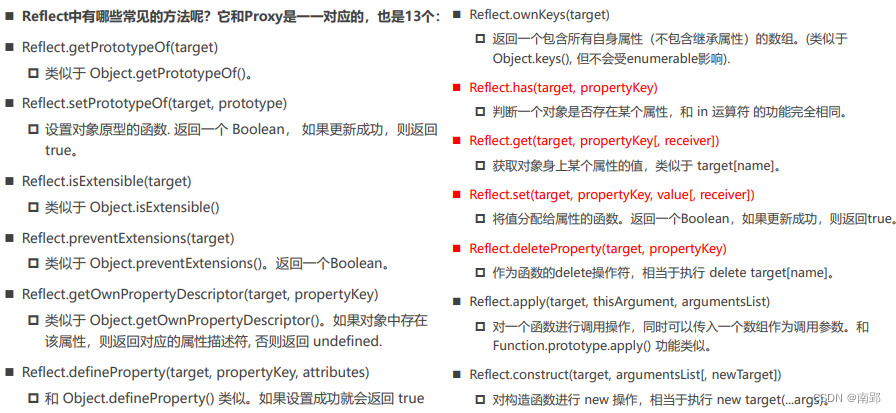 Reflect中有哪些常见的方法呢？它和Proxy是一一对应的，也是13个：
Reflect.getPrototypeOf(target)
类似于 Object.getPrototypeOf()。
Reflect.setPrototypeOf(target, prototype)
设置对象原型的函数. 返回一个 Boolean， 如果更新成功，则返回
true。
Reflect.isExtensible(target)
类似于 Object.isExtensible()
Reflect.preventExtensions(target)
类似于 Object.preventExtensions()。返回一个Boolean。
Reflect.getOwnPropertyDescriptor(target, propertyKey)
类似于 Object.getOwnPropertyDescriptor()。如果对象中存在
该属性，则返回对应的属性描述符, 否则返回 undefined.
Reflect.defineProperty(target, propertyKey, attributes)
和 Object.defineProperty() 类似。如果设置成功就会返回 true
Reflect.ownKeys(target)
返回一个包含所有自身属性（不包含继承属性）的数组。(类似于
Object.keys(), 但不会受enumerable影响).
Reflect.has(target, propertyKey)
判断一个对象是否存在某个属性，和 in 运算符 的功能完全相同。
Reflect.get(target, propertyKey[, receiver])
获取对象身上某个属性的值，类似于 target[name]。
Reflect.set(target, propertyKey, value[, receiver])
将值分配给属性的函数。返回一个Boolean，如果更新成功，则返回true。
Reflect.deleteProperty(target, propertyKey)
作为函数的delete操作符，相当于执行 delete target[name]。
Reflect.apply(target, thisArgument, argumentsList)
对一个函数进行调用操作，同时可以传入一个数组作为调用参数。和
Function.prototype.apply() 功能类似。
Reflect.construct(target, argumentsList[, newTarget])
对构造函数进行 new 操作，相当于执行 new target(...args)。
CSDN @南郢